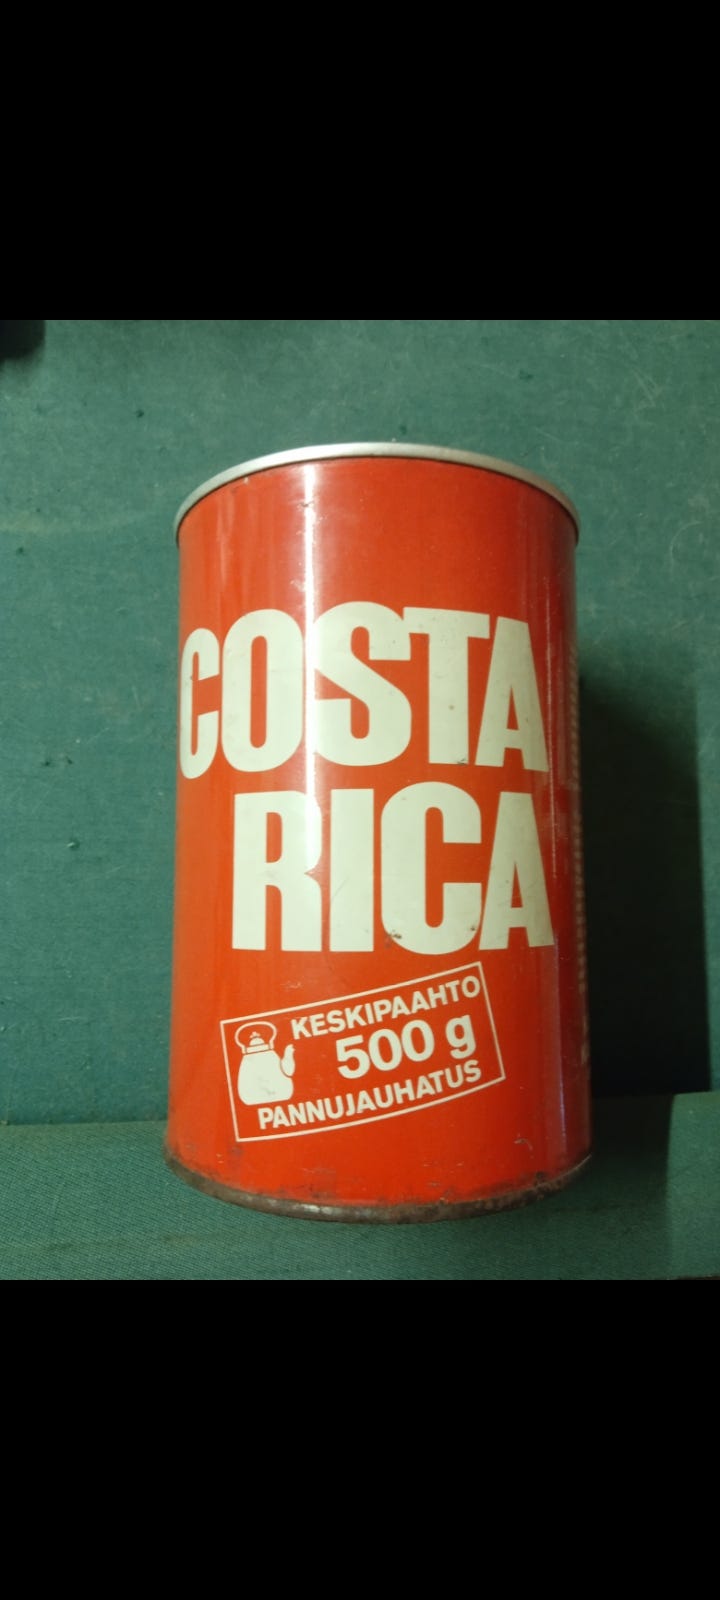 COSTA
RICA
KESKIPAAHTO
500 g
PANNUJAUHATUS